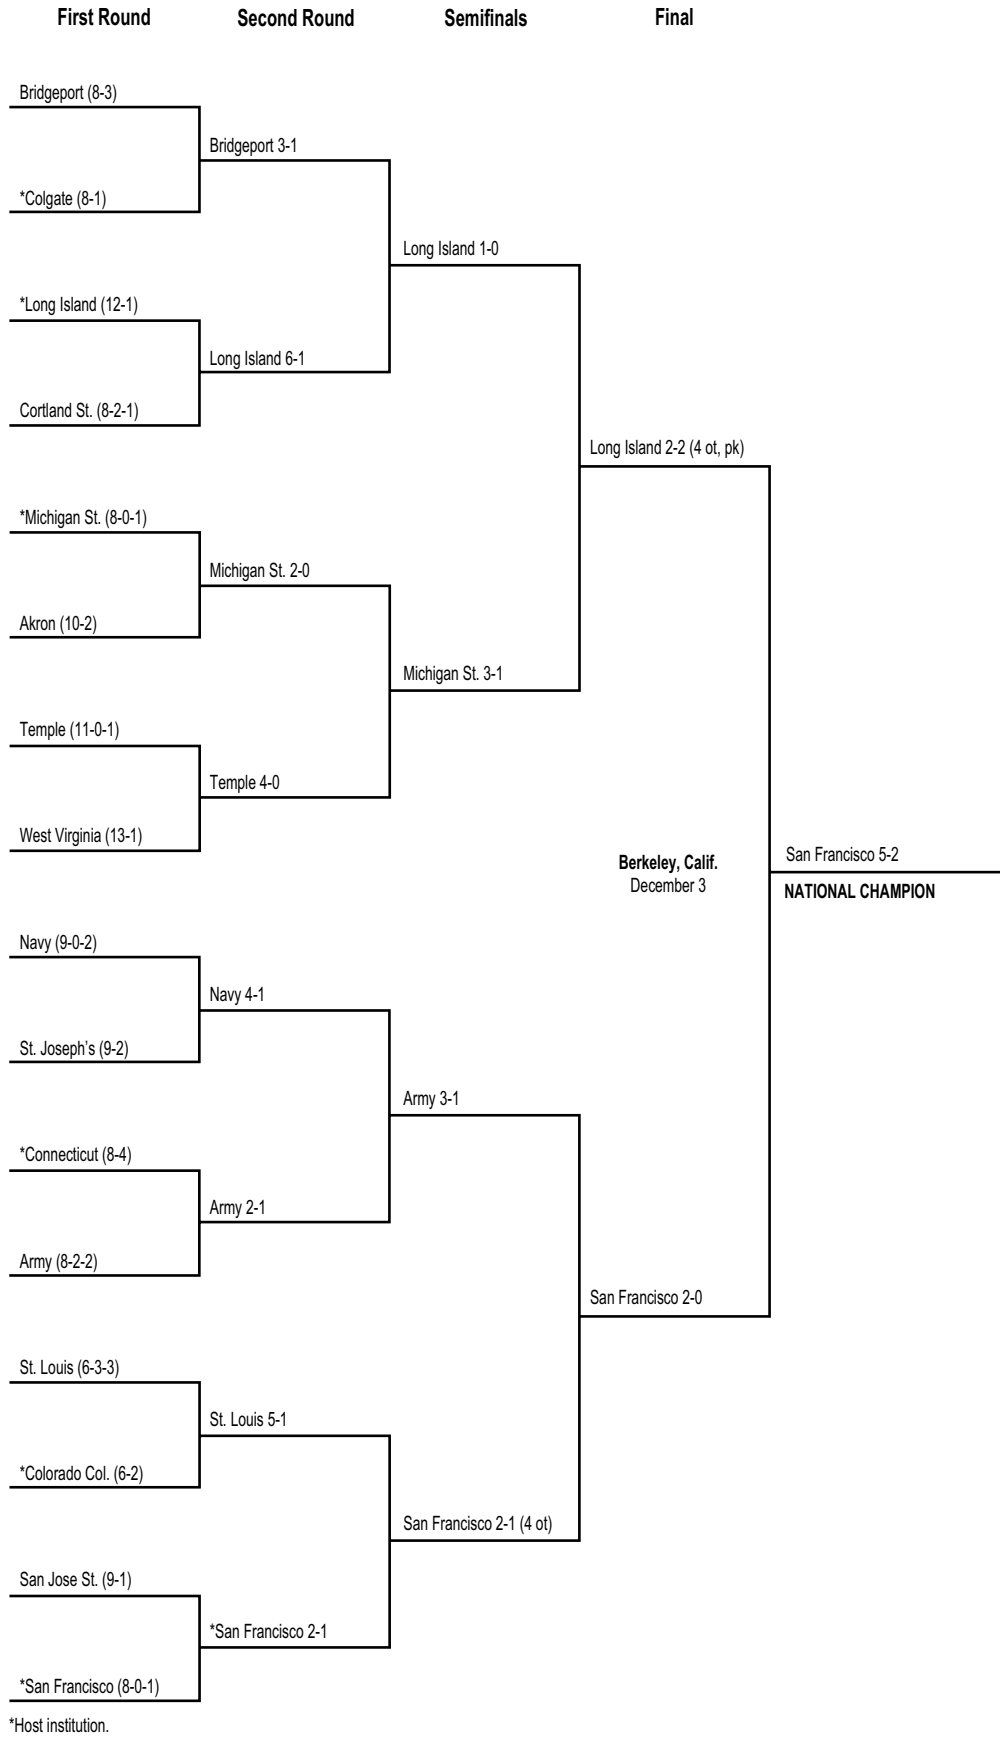 First Round
Second Round
Semifinals
Final
Bridgeport (8-3)
Bridgeport 3-1
*Colgate (8-1)
Long Island 1-0
*Long Island (12-1)
Long Island 6-1
Cortland St. (8-2-1)
Long Island 2-2 (4 ot, pk)
*Michigan St. (8-0-1)
Michigan St. 2-0
Akron (10-2)
Michigan St. 3-1
Temple (11-0-1)
Temple 4-0
West Virginia (13-1)
Berkeley, Calif.
December 3
San Francisco 5-2
NATIONAL CHAMPION
Navy (9-0-2)
Navy 4-1
St. Joseph's (9-2)
Army 3-1
*Connecticut (8-4)
Army 2-1
Army (8-2-2)
San Francisco 2-0
St. Louis (6-3-3)
St. Louis 5-1
*Colorado Col. (6-2)
San Francisco 2-1 (4 ot)
San Jose St. (9-1)
*San Francisco 2-1
*San Francisco (8-0-1)
*Host institution.